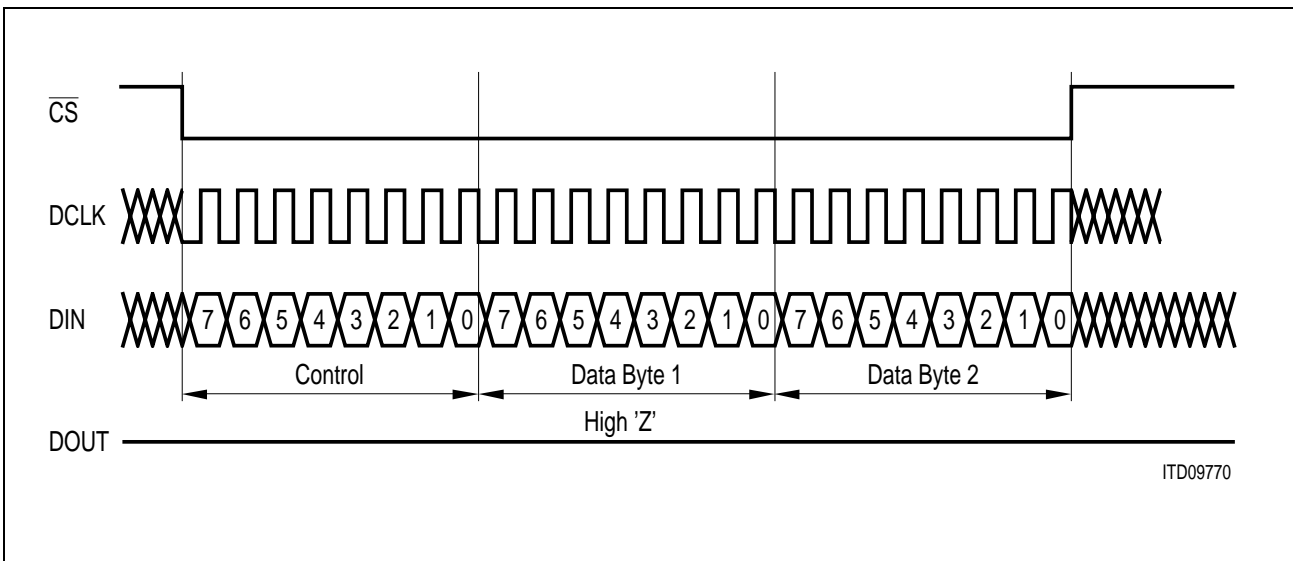 CS
DCLK
DIN 7 6 5 4 3 2 1 0 7 6 5 4 3 2 1 0 7 6 5 4 3 2 1 0
Control Data Byte 1 Data Byte 2
High 'Z'
DOUT
ITD09770